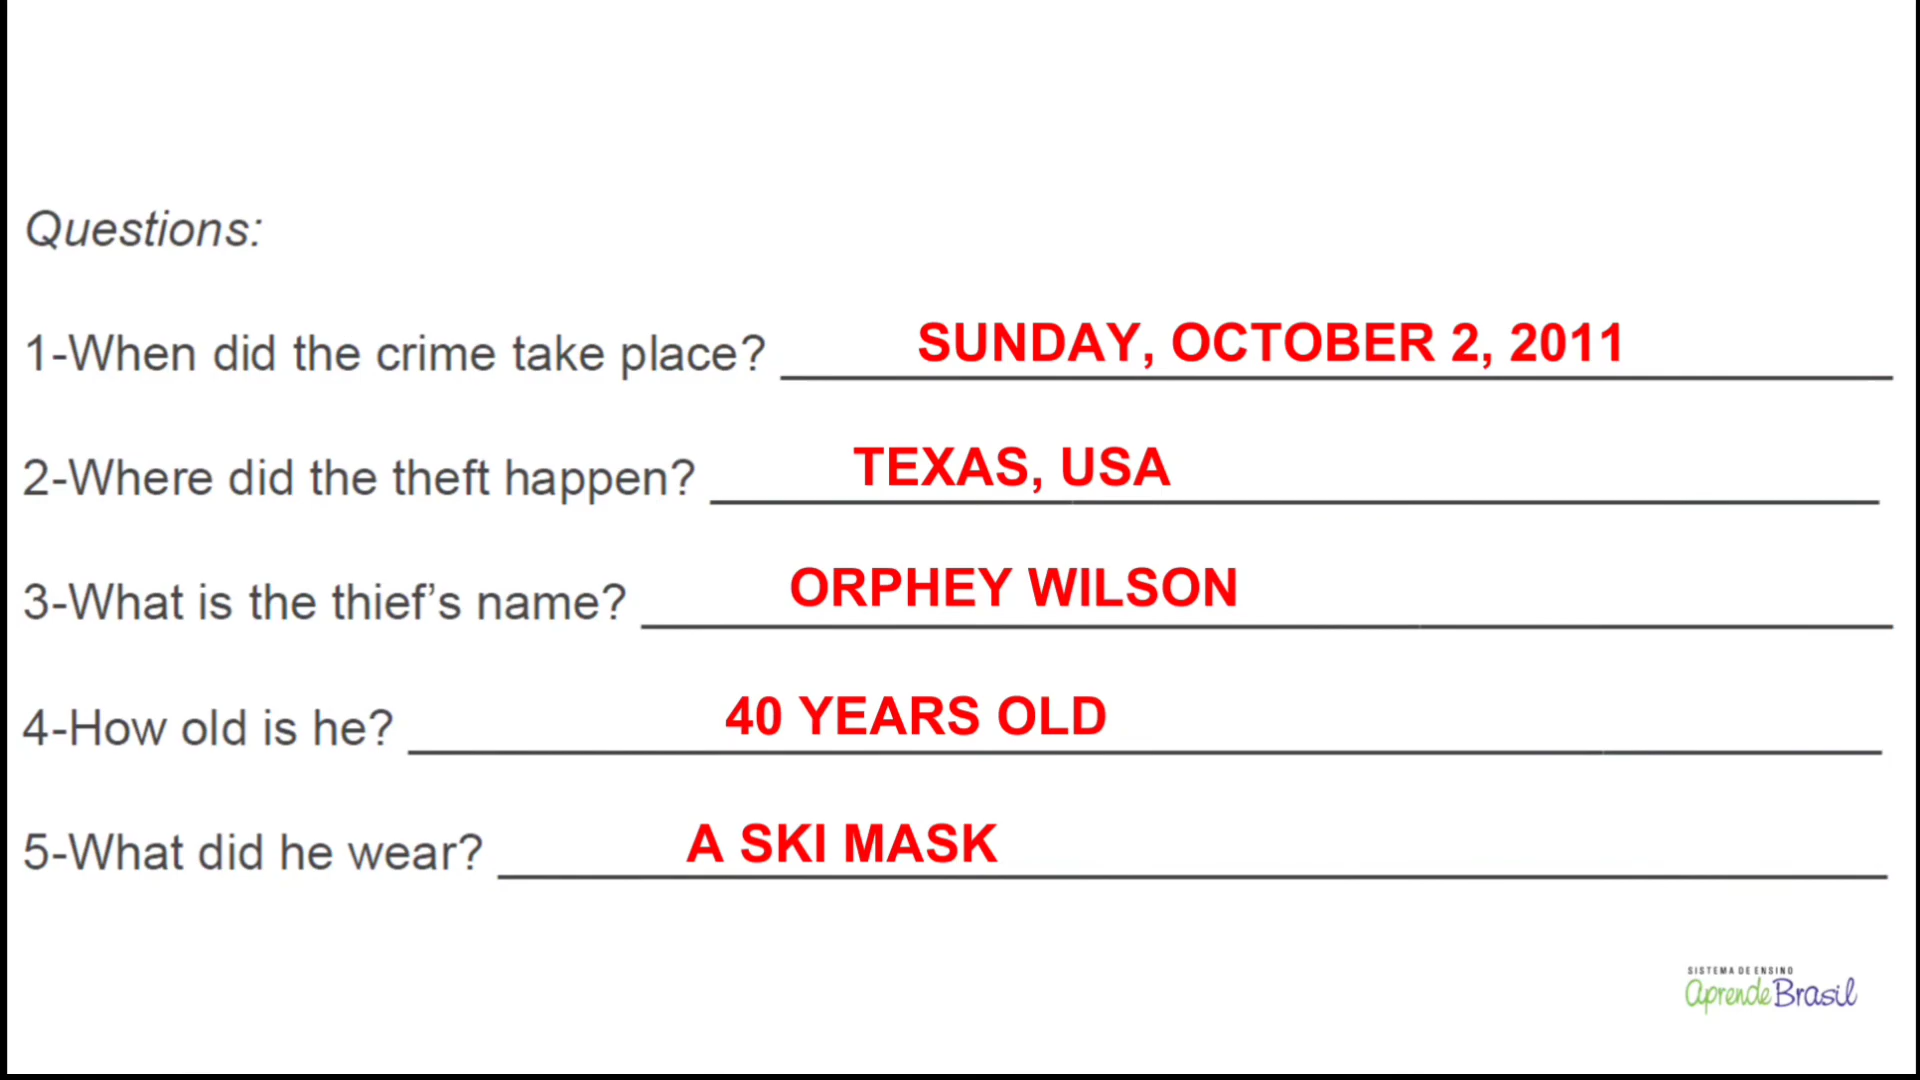 Questions:
1-When did the crime take place? SUNDAY, OCTOBER 2, 2011
2-Where did the theft happen? TEXAS, USA
3-What is the thief’s name? ORPHEY WILSON
4-How old is he? 40 YEARS OLD
5-What did he wear? A SKI MASK
SISTEMA DE ENSINO
aprendeBrasil